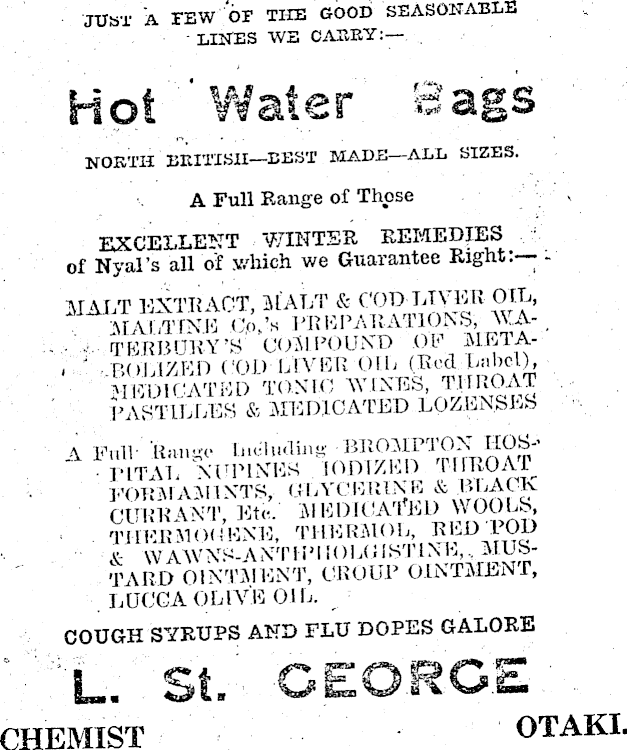 JUST A FEW OF THE GOOD SEASONABLE
LINES WE CARRY:—
Hot Water Bags
NORTH BRITISH—BEST MADE—ALL SIZES.
A Full Range of Those
EXCELLENT WINTER REMEDIES
of Nyal's all of which we Guarantee Right:—
MALT EXTRACT, MALT & COD LIVER OIL,
MALTINE Co,'s PREPARATIONS, WA-
TERBURY'S COMPOUND OF META-
BOLIZED COD LIVER OIL (Red Label),
MEDICATED TONIC WINES, THROAT
PASTILLES & MEDICATED LOZENSES
A Full Range Including BROMPTON HOS-
PITAL NUPINES IODIZED THROAT
FORMAMINTS, GLYCERINE & BLACK
CURRANT, Etc. MEDICATED WOOLS,
THERMOGENE, THERMOL, RED POD
& WAWNS-ANTIPHOLGISTINE, MUS-
TARD OINTMENT, CROUP OINTMENT,
LUCCA OLIVE OIL.
COUGH SYRUPS AND FLU DOPES GALORE
L. St. GEORGE
CHEMIST OTAKI.